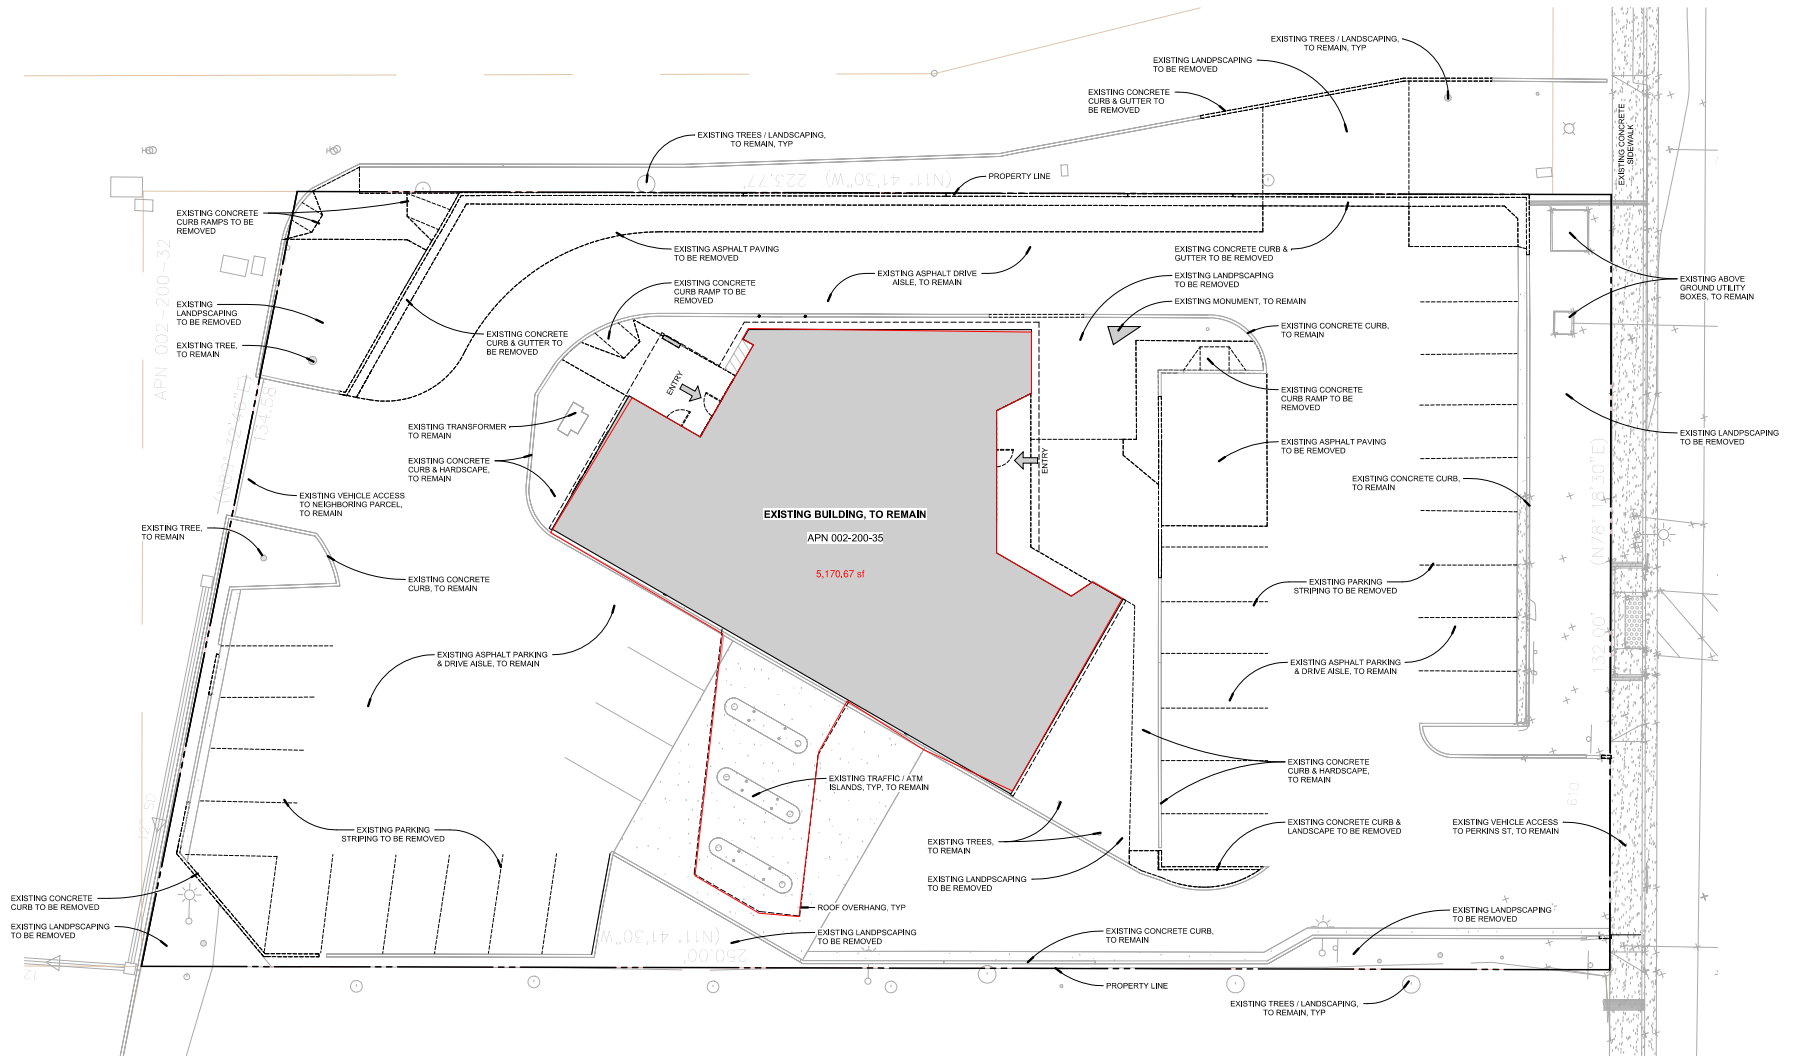 EXISTING TREES / LANDSCAPING,
TO REMAIN, TYP
EXISTING LANDPSCAPING
TO BE REMOVED
EXISTING CONCRETE
CURB & GUTTER TO
BE REMOVED
EXISTING CONCRETE
SIDEWALK
EXISTING TREES / LANDSCAPING,
TO REMAIN, TYP
PROPERTY LINE
(N11° 41'30"W) 223.77'
EXISTING CONCRETE
CURB RAMPS TO BE
REMOVED
APN 002-200-32
EXISTING ASPHALT PAVING
TO BE REMOVED
EXISTING CONCRETE CURB &
GUTTER TO BE REMOVED
EXISTING ASPHALT DRIVE
AISLE, TO REMAIN
EXISTING LANDPSCAPING
TO BE REMOVED
EXISTING CONCRETE
CURB RAMP TO BE
REMOVED
EXISTING MONUMENT, TO REMAIN
EXISTING ABOVE
GROUND UTILITY
BOXES, TO REMAIN
EXISTING
LANDPSCAPING
TO BE REMOVED
EXISTING TREE,
TO REMAIN
EXISTING CONCRETE
CURB & GUTTER TO
BE REMOVED
EXISTING CONCRETE CURB,
TO REMAIN
ENTRY
EXISTING CONCRETE
CURB RAMP TO BE
REMOVED
EXISTING TRANSFORMER
TO REMAIN
EXISTING CONCRETE
CURB & HARDSCAPE,
TO REMAIN
ENTRY
EXISTING ASPHALT PAVING
TO BE REMOVED
EXISTING LANDPSCAPING
TO BE REMOVED
EXISTING CONCRETE CURB,
TO REMAIN
(N78° 18'30"E)
132.00'
EXISTING VEHICLE ACCESS
TO NEIGHBORING PARCEL,
TO REMAIN
EXISTING BUILDING, TO REMAIN
APN 002-200-35
5,170,67 sf
EXISTING TREE,
TO REMAIN
EXISTING CONCRETE
CURB, TO REMAIN
EXISTING PARKING
STRIPING TO BE REMOVED
EXISTING ASPHALT PARKING
& DRIVE AISLE, TO REMAIN
EXISTING ASPHALT PARKING
& DRIVE AISLE, TO REMAIN
EXISTING TRAFFIC / ATM
ISLANDS, TYP, TO REMAIN
EXISTING CONCRETE
CURB & HARDSCAPE,
TO REMAIN
EXISTING PARKING
STRIPING TO BE REMOVED
EXISTING TREES,
TO REMAIN
EXISTING CONCRETE CURB &
LANDSCAPE TO BE REMOVED
EXISTING VEHICLE ACCESS
TO PERKINS ST, TO REMAIN
EXISTING LANDPSCAPING
TO BE REMOVED
EXISTING CONCRETE
CURB TO BE REMOVED
EXISTING LANDPSCAPING
TO BE REMOVED
ROOF OVERHANG, TYP
EXISTING LANDPSCAPING
TO BE REMOVED
(N11° 41'30"W
250.00'
EXISTING CONCRETE CURB,
TO REMAIN
EXISTING LANDPSCAPING
TO BE REMOVED
PROPERTY LINE
EXISTING TREES / LANDSCAPING,
TO REMAIN, TYP